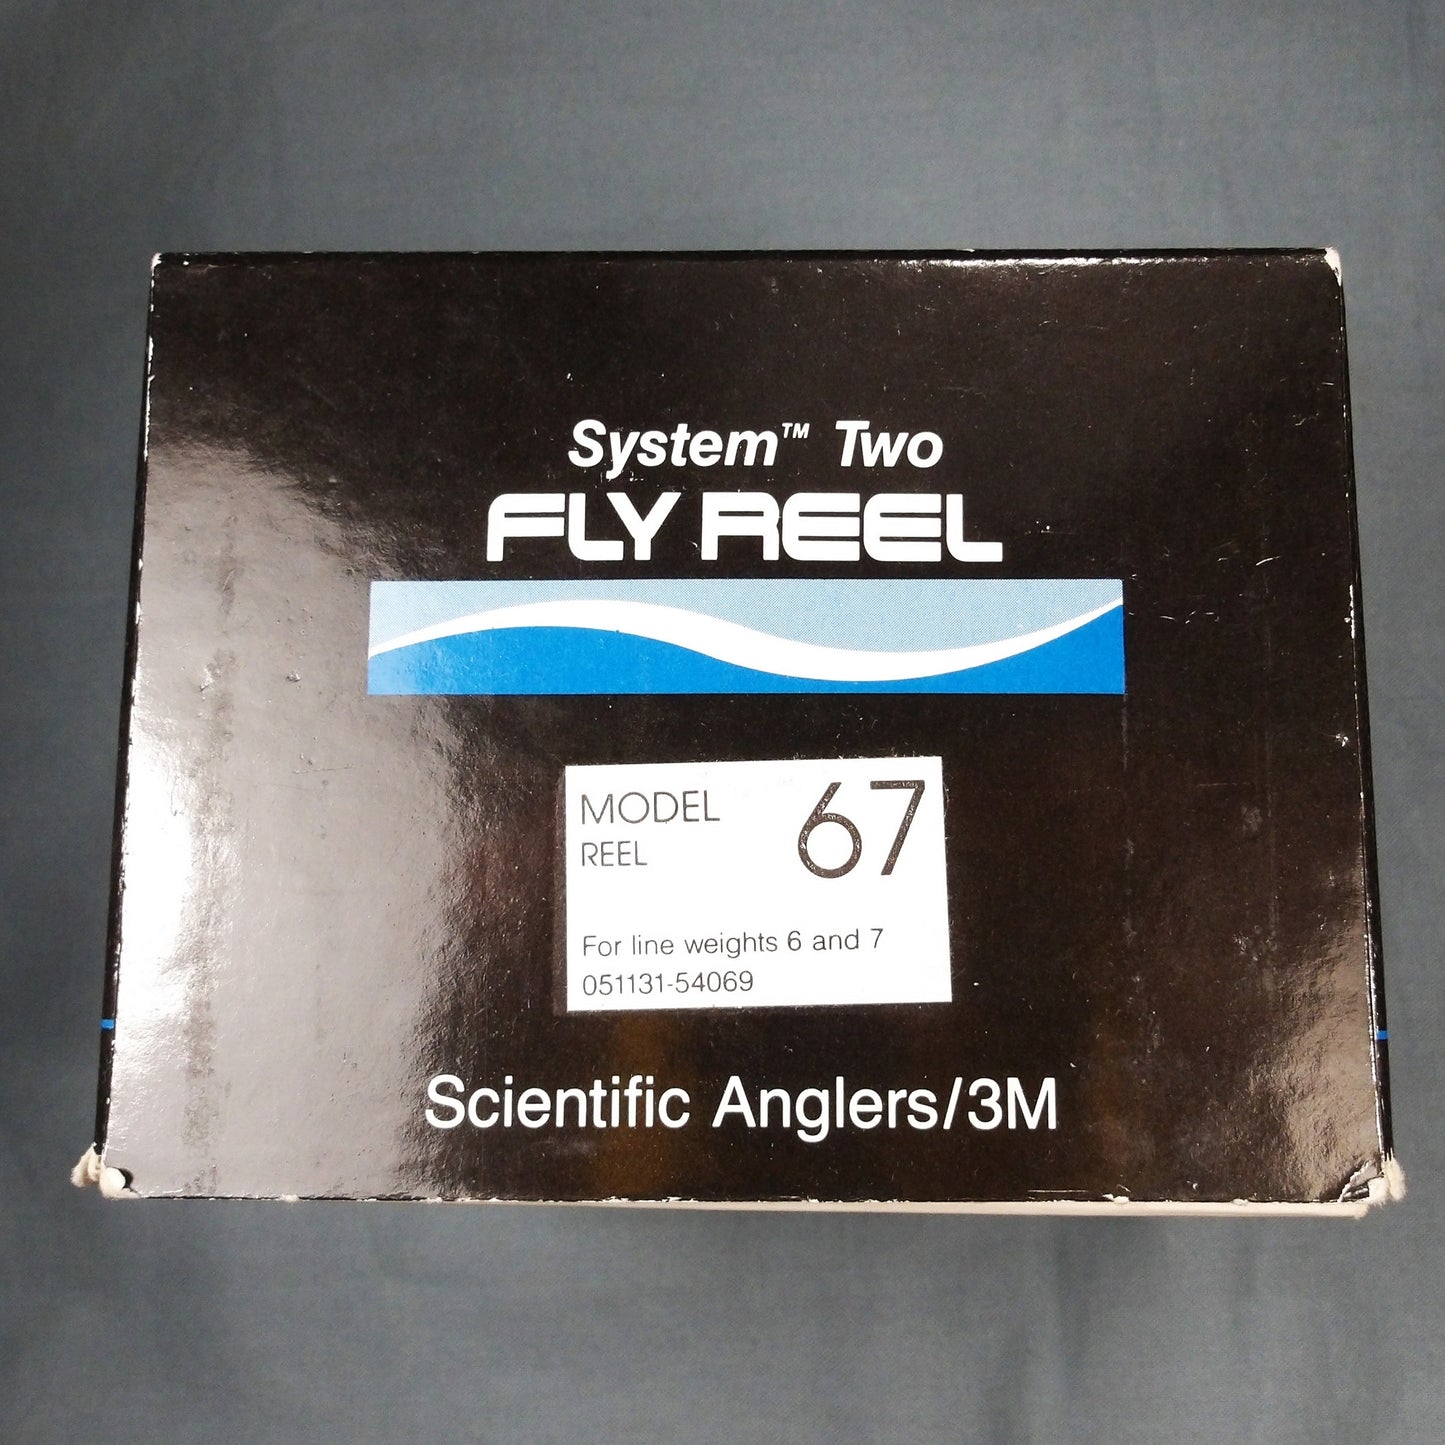 System™ Two
FLY REEL
MODEL 67
REEL
For line weights 6 and 7
051131-54069
Scientific Anglers/3M